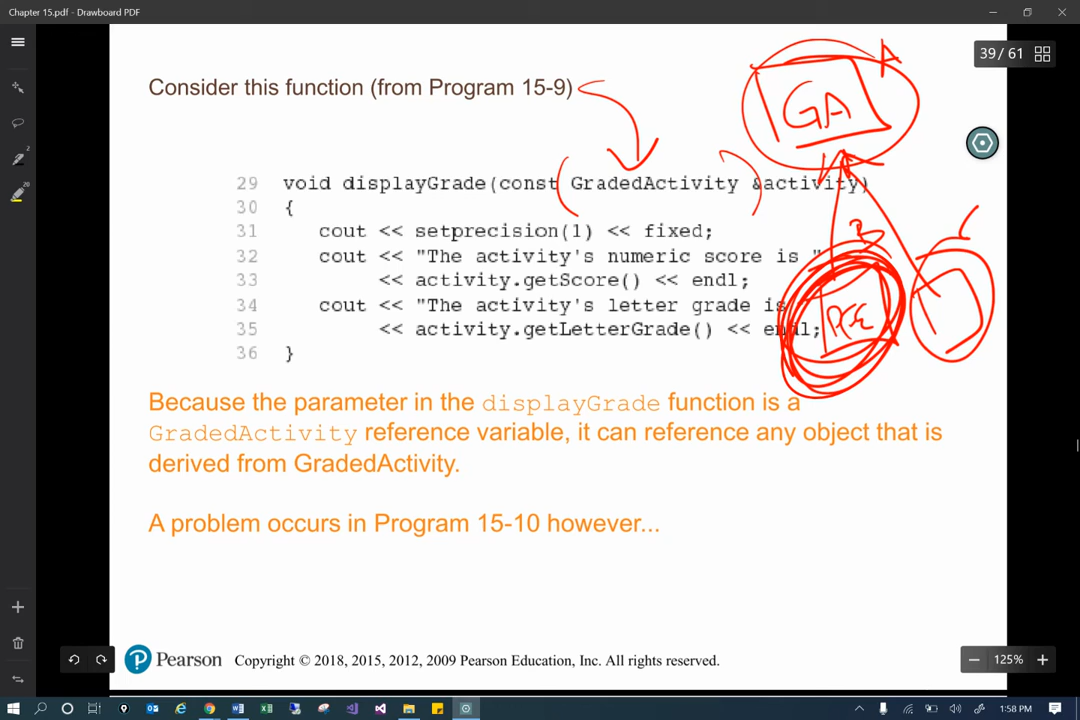 Chapter 15.pdf - Drawboard PDF
39 / 61
Consider this function (from Program 15-9)
GA
A
29 void displayGrade(const GradedActivity &activity)
30 {
31 cout << setprecision(1) << fixed;
32 cout << "The activity's numeric score is "
33 << activity.getScore() << endl;
34 cout << "The activity's letter grade is
35 << activity.getLetterGrade() << endl;
36 }
B
Because the parameter in the displayGrade function is a
GradedActivity reference variable, it can reference any object that is
derived from GradedActivity.
A problem occurs in Program 15-10 however...
Pearson Copyright © 2018, 2015, 2012, 2009 Pearson Education, Inc. All rights reserved.
125%
1:58 PM